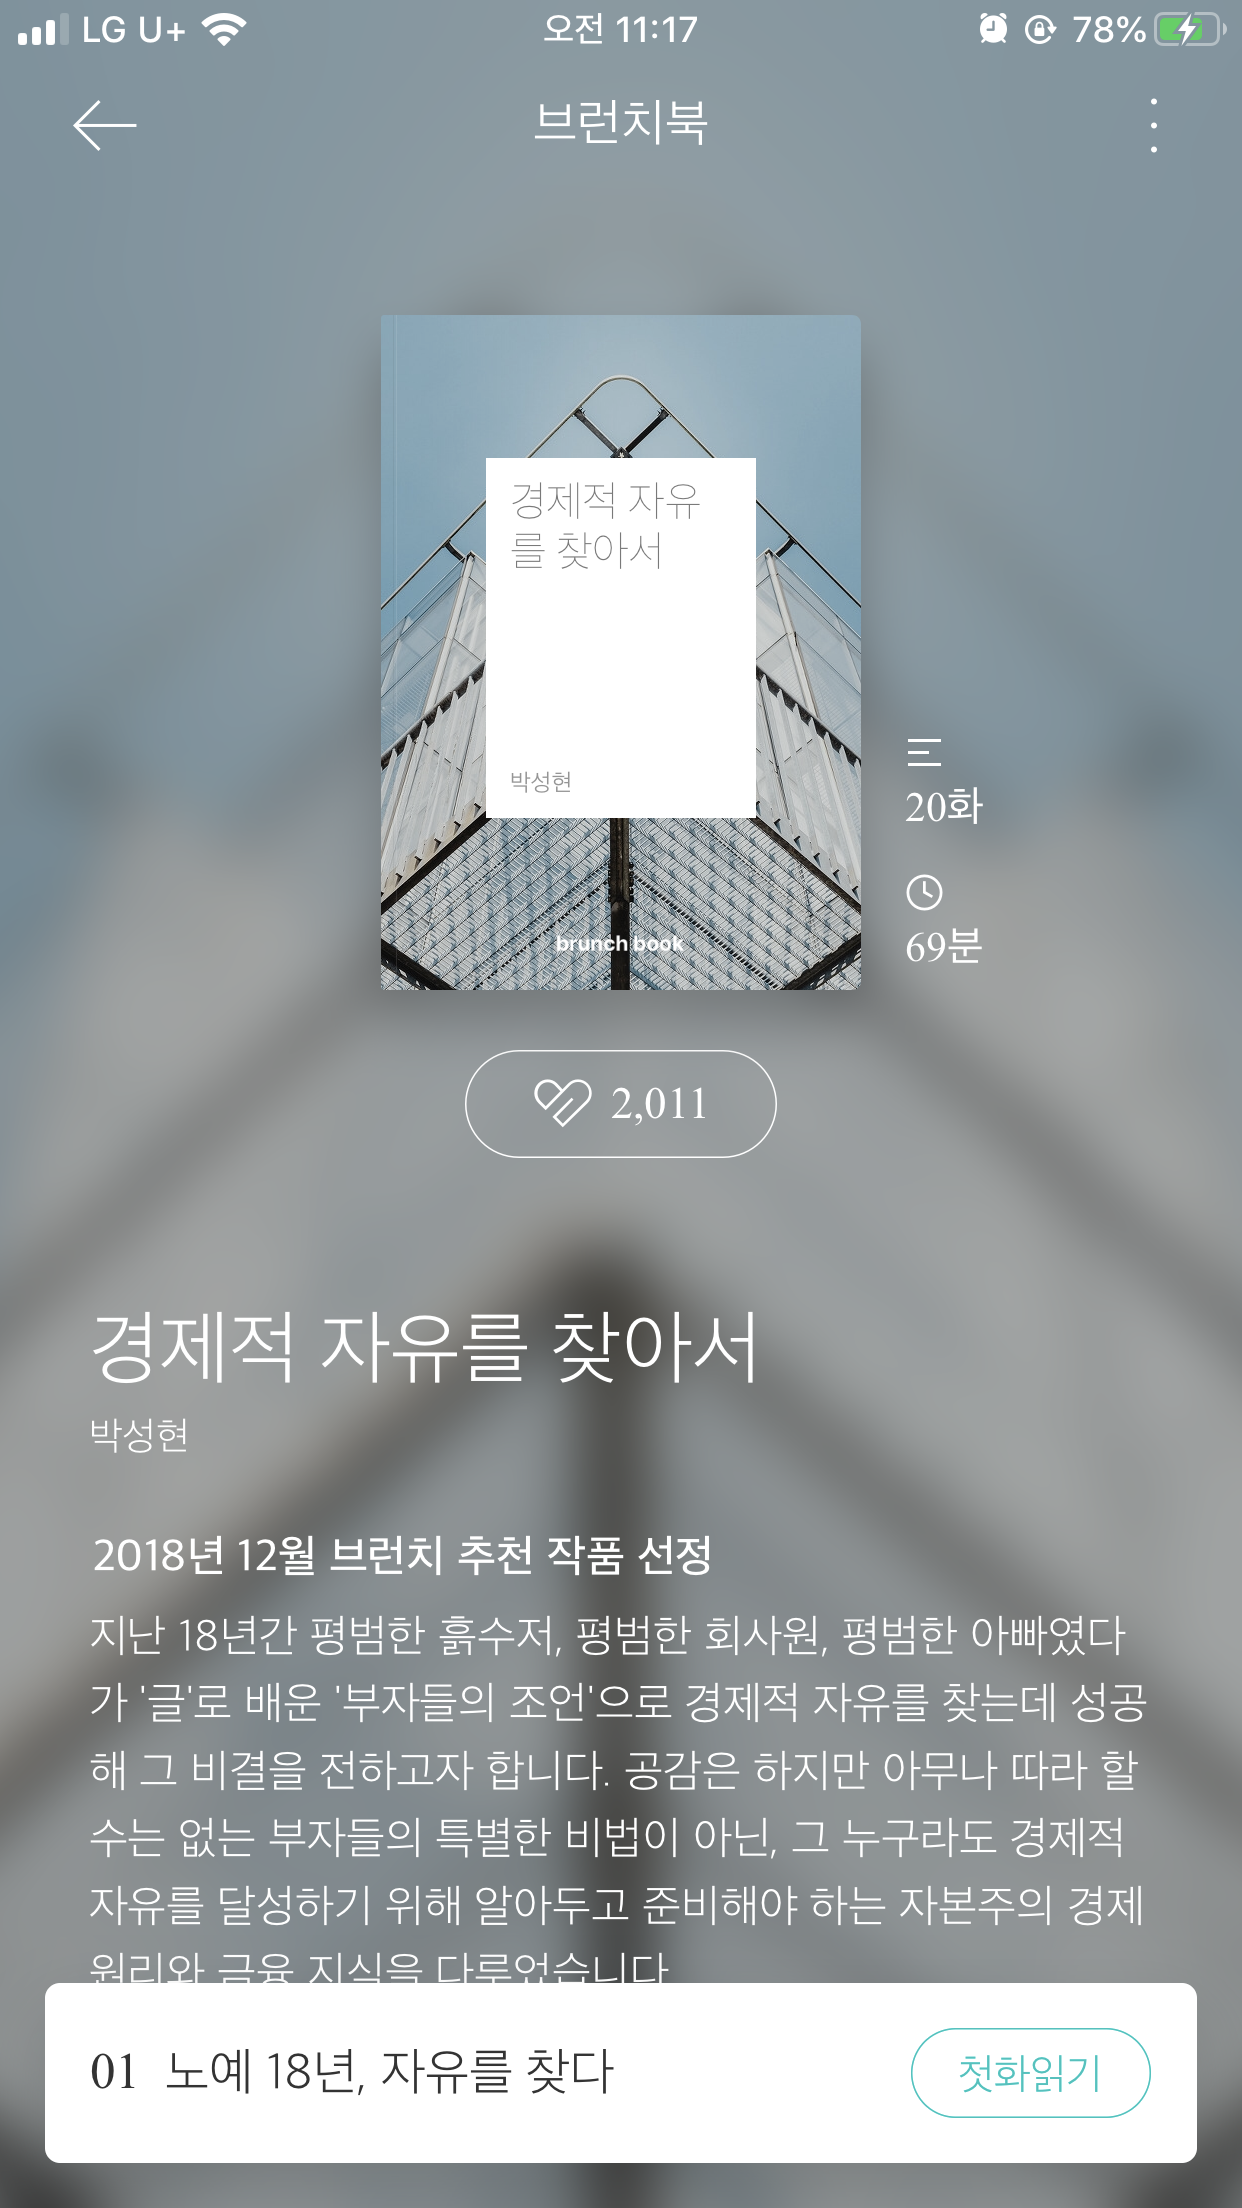 LG U+ 오전 11:17 78%
브런치북
경제적 자유
를 찾아서
박성현
brunch book
20화
69분
2,011
경제적 자유를 찾아서
박성현
2018년 12월 브런치 추천 작품 선정
지난 18년간 평범한 흙수저, 평범한 회사원, 평범한 아빠였다
가 '글'로 배운 '부자들의 조언'으로 경제적 자유를 찾는데 성공
해 그 비결을 전하고자 합니다. 공감은 하지만 아무나 따라 할
수는 없는 부자들의 특별한 비법이 아닌, 그 누구라도 경제적
자유를 달성하기 위해 알아두고 준비해야 하는 자본주의 경제
원리와 금융 지식을 다루었습니다
01 노예 18년, 자유를 찾다
첫화읽기